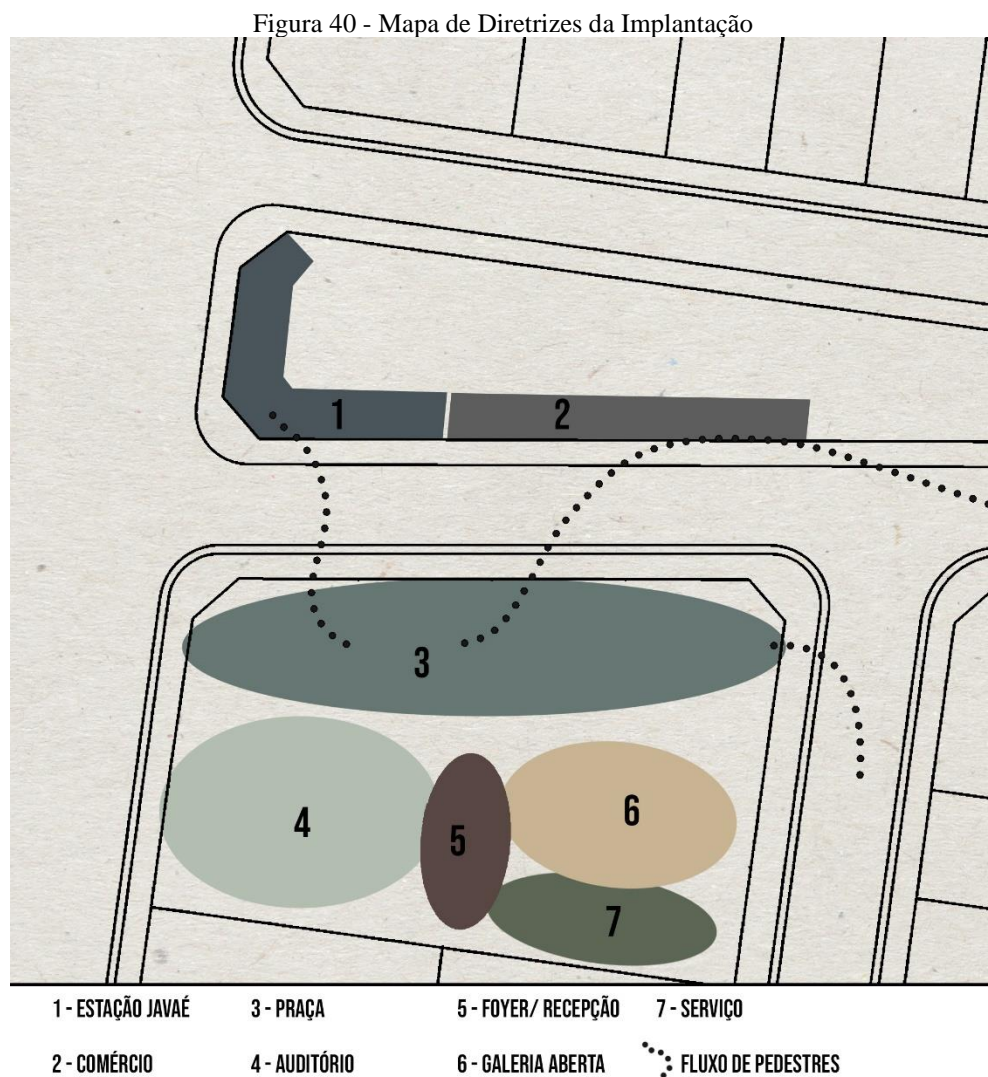 Figura 40 - Mapa de Diretrizes da Implantação
1
2
3
4
5
6
7
1 - ESTAÇÃO JAVAÉ 3 - PRAÇA 5 - FOYER/ RECEPÇÃO 7 - SERVIÇO
2 - COMÉRCIO 4 - AUDITÓRIO 6 - GALERIA ABERTA FLUXO DE PEDESTRES